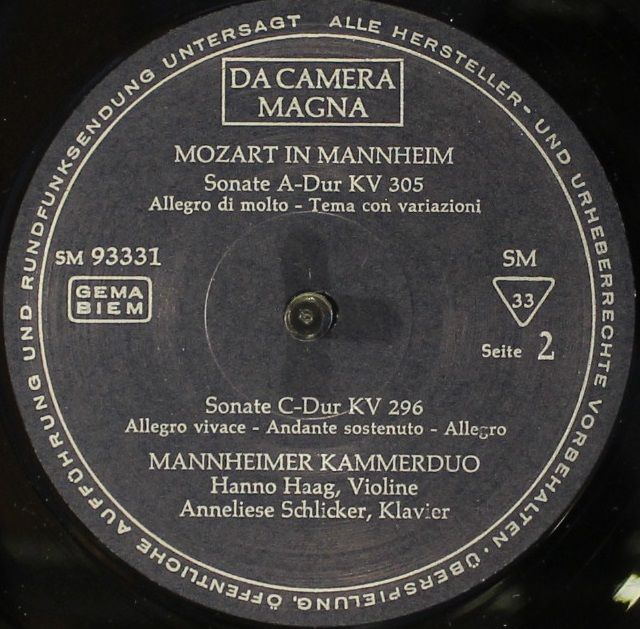 ALLE HERSTELLER- UND URHEBERRECHTE VORBEHALTEN · ÜBERSPIELUNG, ÖFFENTLICHE AUFFÜHRUNG UND RUNDFUNKSENDUNG UNTERSAGT
DA CAMERA
MAGNA
MOZART IN MANNHEIM
Sonate A-Dur KV 305
Allegro di molto - Tema con variazioni
SM 93331
GEMA
BIEM
SM
33
Seite 2
Sonate C-Dur KV 296
Allegro vivace - Andante sostenuto - Allegro
MANNHEIMER KAMMERDUO
Hanno Haag, Violine
Anneliese Schlicker, Klavier